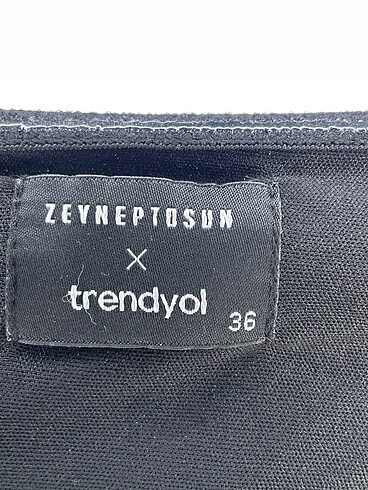 ZEYNEPTOSUN
X
trendyol
36